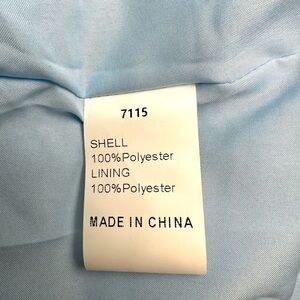 7115
SHELL
100%Polyester
LINING
100%Polyester
MADE IN CHINA